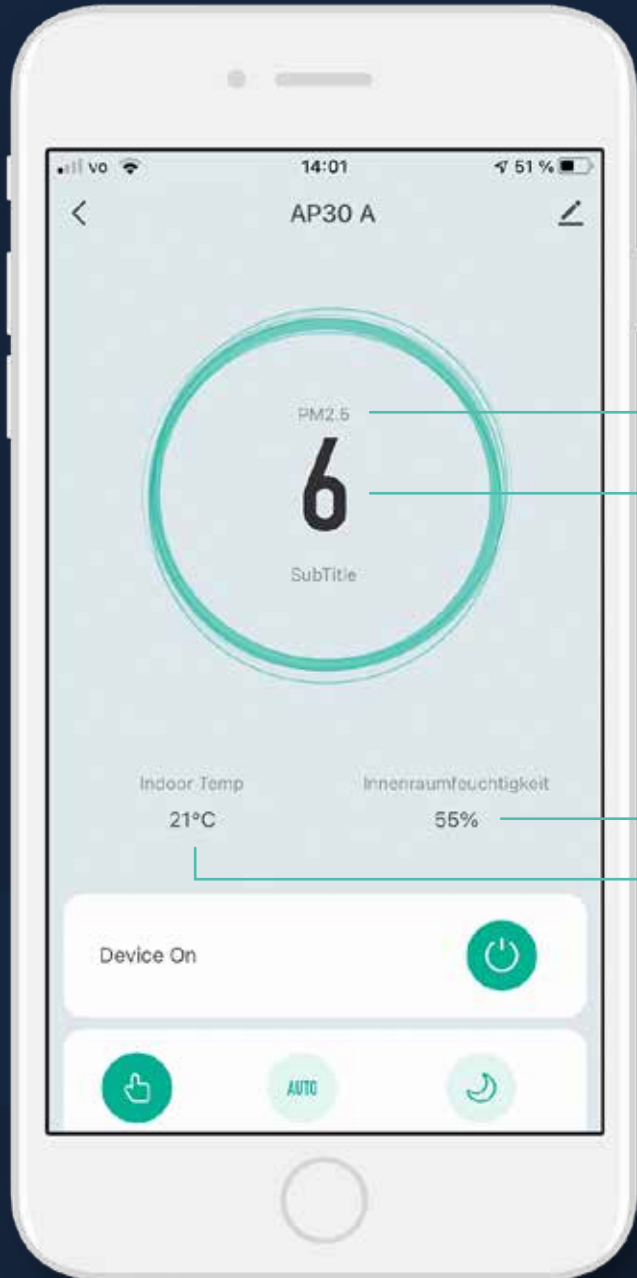 vo 14:01 51 %
AP30 A
PM2.5
6
SubTitle
Indoor Temp Innenraumfeuchtigkeit
21°C 55%
Device On
AUTO